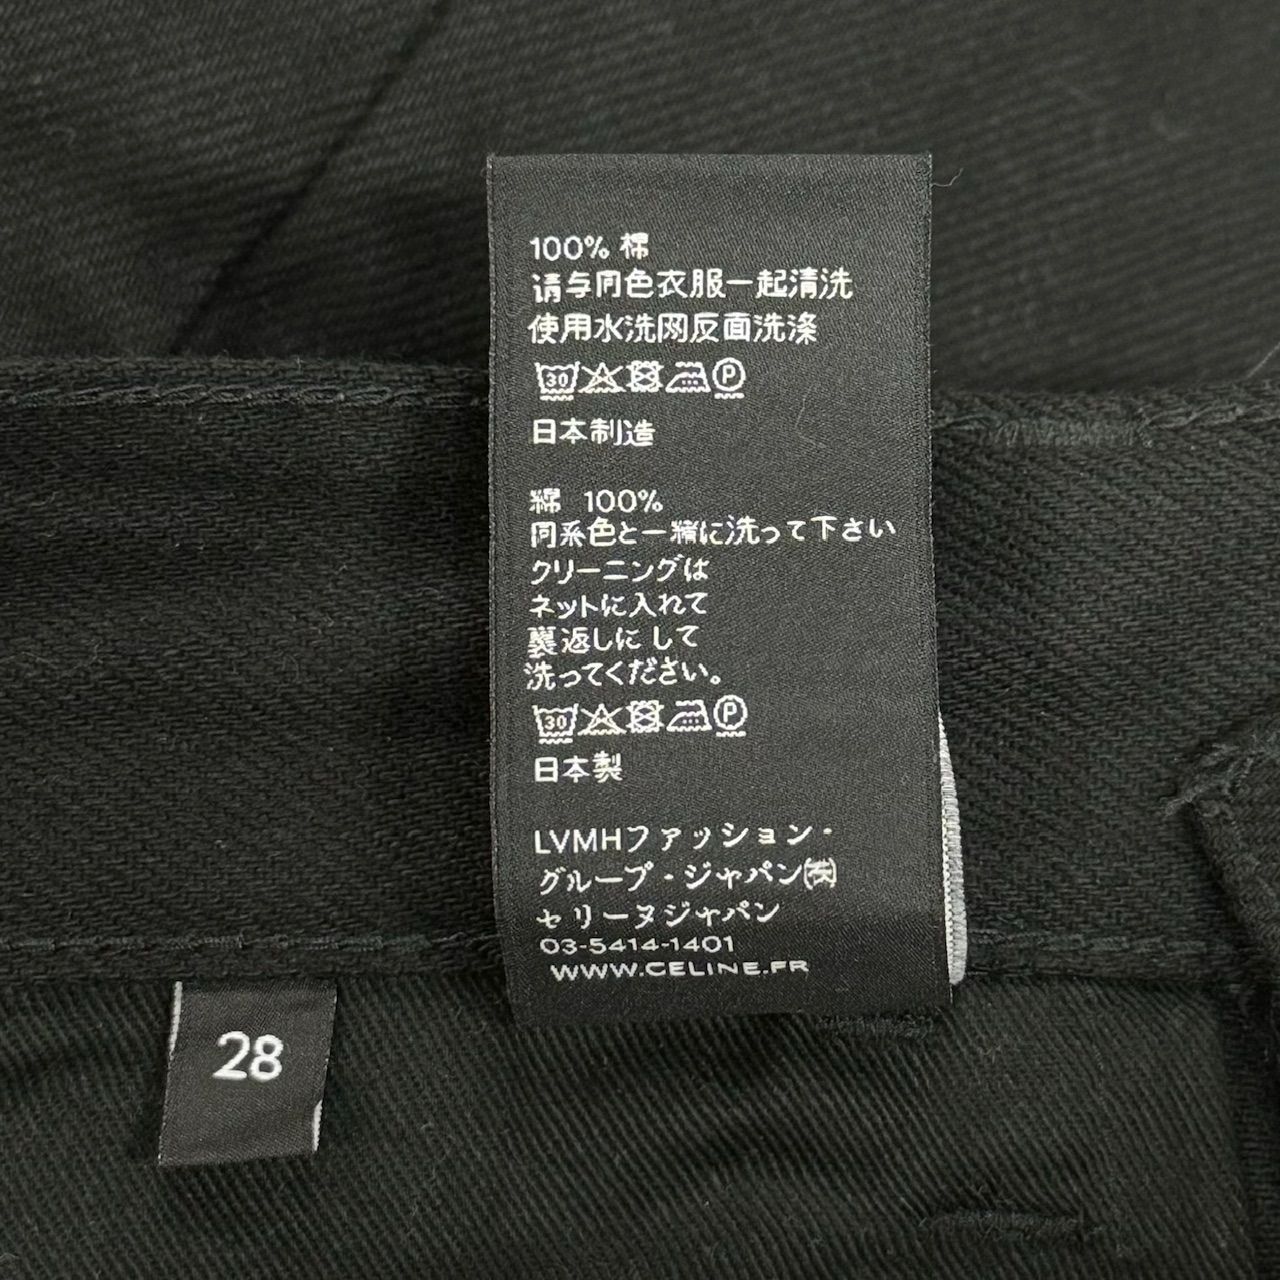 100% 棉
请与同色衣服一起清洗
使用水洗网反面洗涤
30 P
日本制造
綿 100%
同系色と一緒に洗って下さい
クリーニングは
ネットに入れて
裏返しにして
洗ってください。
30 P
日本製
LVMHファッション・
グループ・ジャパン㈱
セリーヌジャパン
03-5414-1401
WWW.CELINE.FR
28